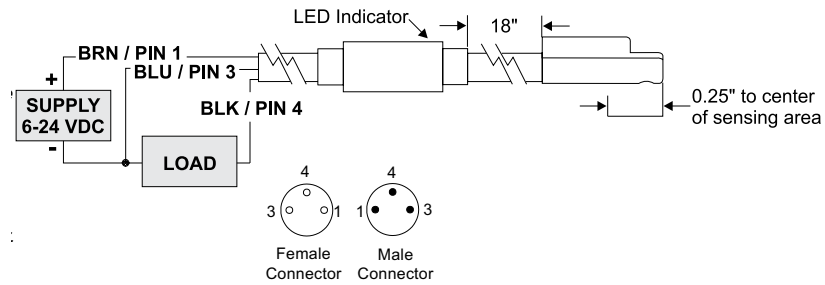 LED Indicator
18"
BRN / PIN 1
BLU / PIN 3
+
SUPPLY
6-24 VDC
BLK / PIN 4
0.25" to center
of sensing area
-
LOAD
4
4
3
1
1
3
Female
Connector
Male
Connector